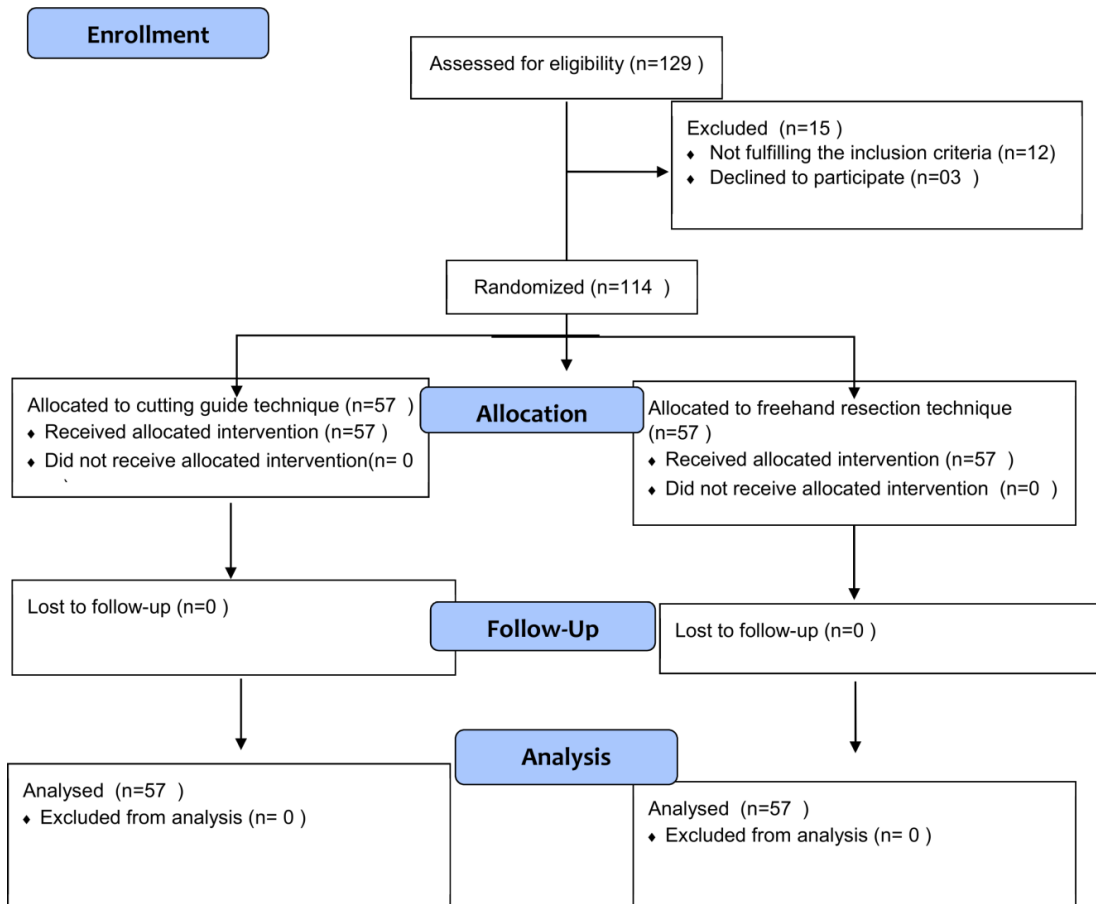 Enrollment
Assessed for eligibility (n=129 )
Excluded (n=15 )
♦ Not fulfilling the inclusion criteria (n=12)
♦ Declined to participate (n=03 )
Randomized (n=114 )
Allocated to cutting guide technique (n=57 )
♦ Received allocated intervention (n=57 )
♦ Did not receive allocated intervention(n= 0
Allocation
Allocated to freehand resection technique
(n=57 )
♦ Received allocated intervention (n=57 )
♦ Did not receive allocated intervention (n=0 )
Lost to follow-up (n=0 )
Follow-Up
Lost to follow-up (n=0 )
Analysis
Analysed (n=57 )
♦ Excluded from analysis (n= 0 )
Analysed (n=57 )
♦ Excluded from analysis (n= 0 )